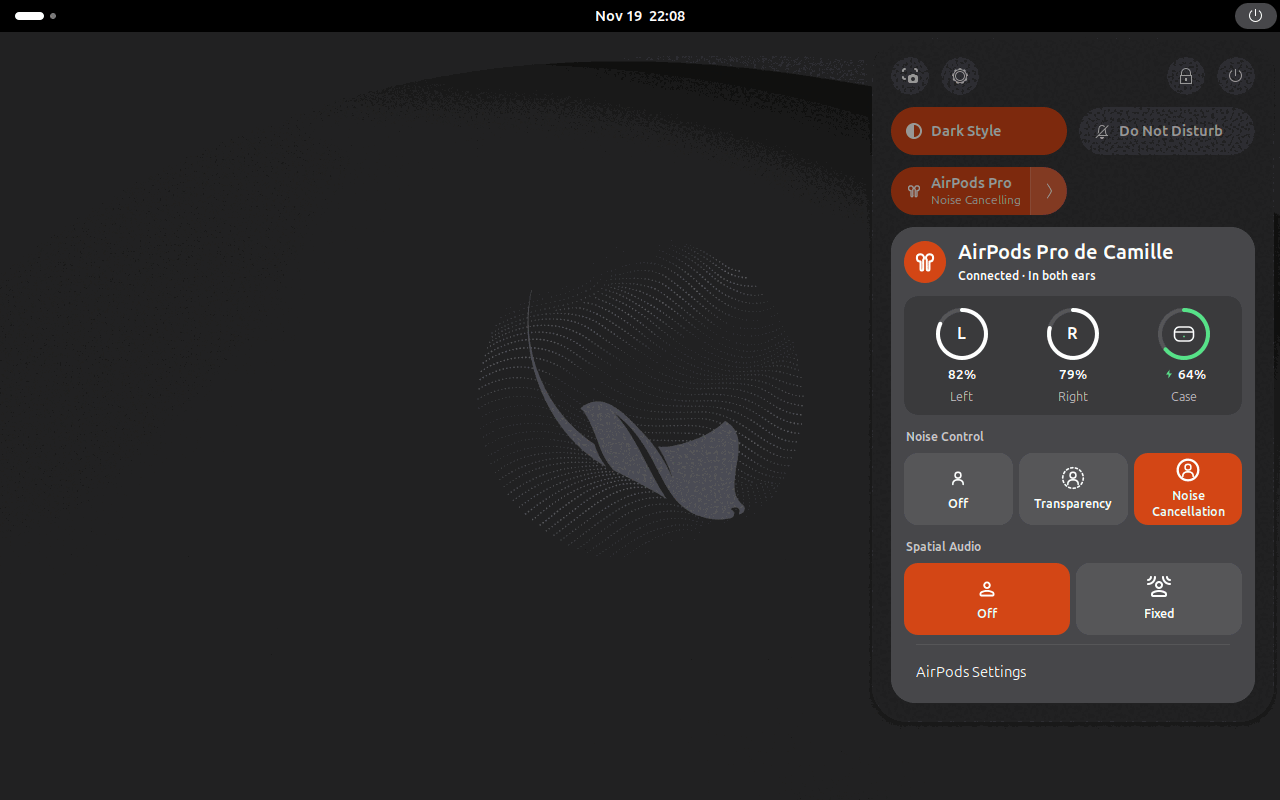 Nov 19 22:08
Dark Style
Do Not Disturb
AirPods Pro
Noise Cancelling
AirPods Pro de Camille
Connected · In both ears
L
R
82%
79%
64%
Left
Right
Case
Noise Control
Off
Transparency
Noise
Cancellation
Spatial Audio
Off
Fixed
AirPods Settings